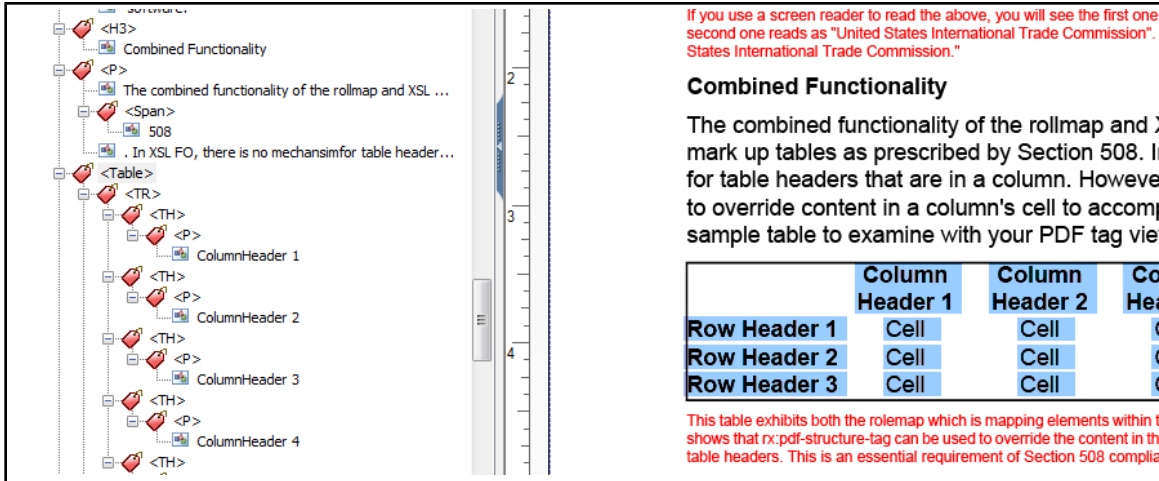 software.
<H3>
Combined Functionality
<P>
The combined functionality of the rollmap and XSL ...
<Span>
508
. In XSL FO, there is no mechansimfor table header...
<Table>
<TR>
<TH>
<P>
ColumnHeader 1
<TH>
<P>
ColumnHeader 2
<TH>
<P>
ColumnHeader 3
<TH>
<P>
ColumnHeader 4
<TH>
2
3
4
If you use a screen reader to read the above, you will see the first one
second one reads as "United States International Trade Commission".
States International Trade Commission."
Combined Functionality
The combined functionality of the rollmap and
mark up tables as prescribed by Section 508.
for table headers that are in a column.
to override content in a column's cell to
sample table to examine with your PDF tag
Column Column
Header 1 Header 2
Row Header 1 Cell Cell
Row Header 2 Cell Cell
Row Header 3 Cell Cell
This table exhibits both the rolemap which is mapping elements within
shows that rx:pdf-structure-tag can be used to override the content in
table headers. This is an essential requirement of Section 508